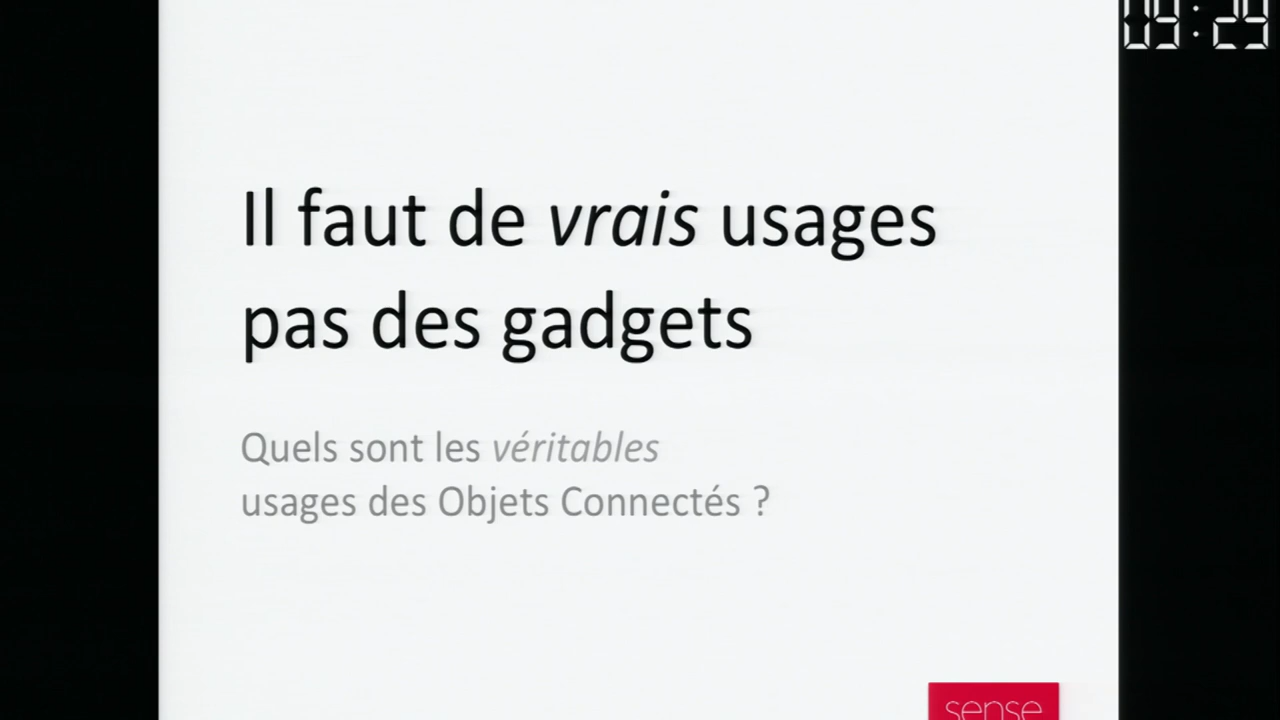 Il faut de vrais usages
pas des gadgets
Quels sont les véritables
usages des Objets Connectés ?
sense